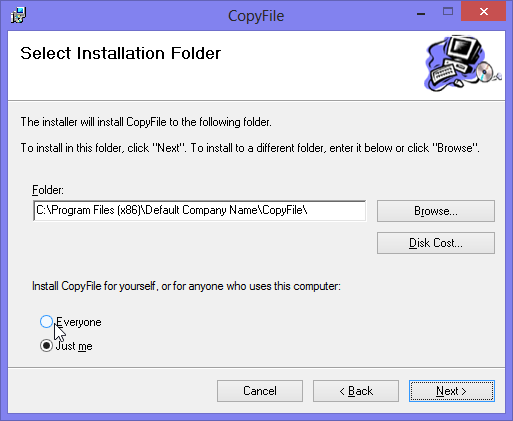 CopyFile
Select Installation Folder
The installer will install CopyFile to the following folder.
To install in this folder, click "Next". To install to a different folder, enter it below or click "Browse".
Folder:
C:\Program Files (x86)\Default Company Name\CopyFile\
Browse...
Disk Cost...
Install CopyFile for yourself, or for anyone who uses this computer:
Everyone
Just me
Cancel
< Back
Next >